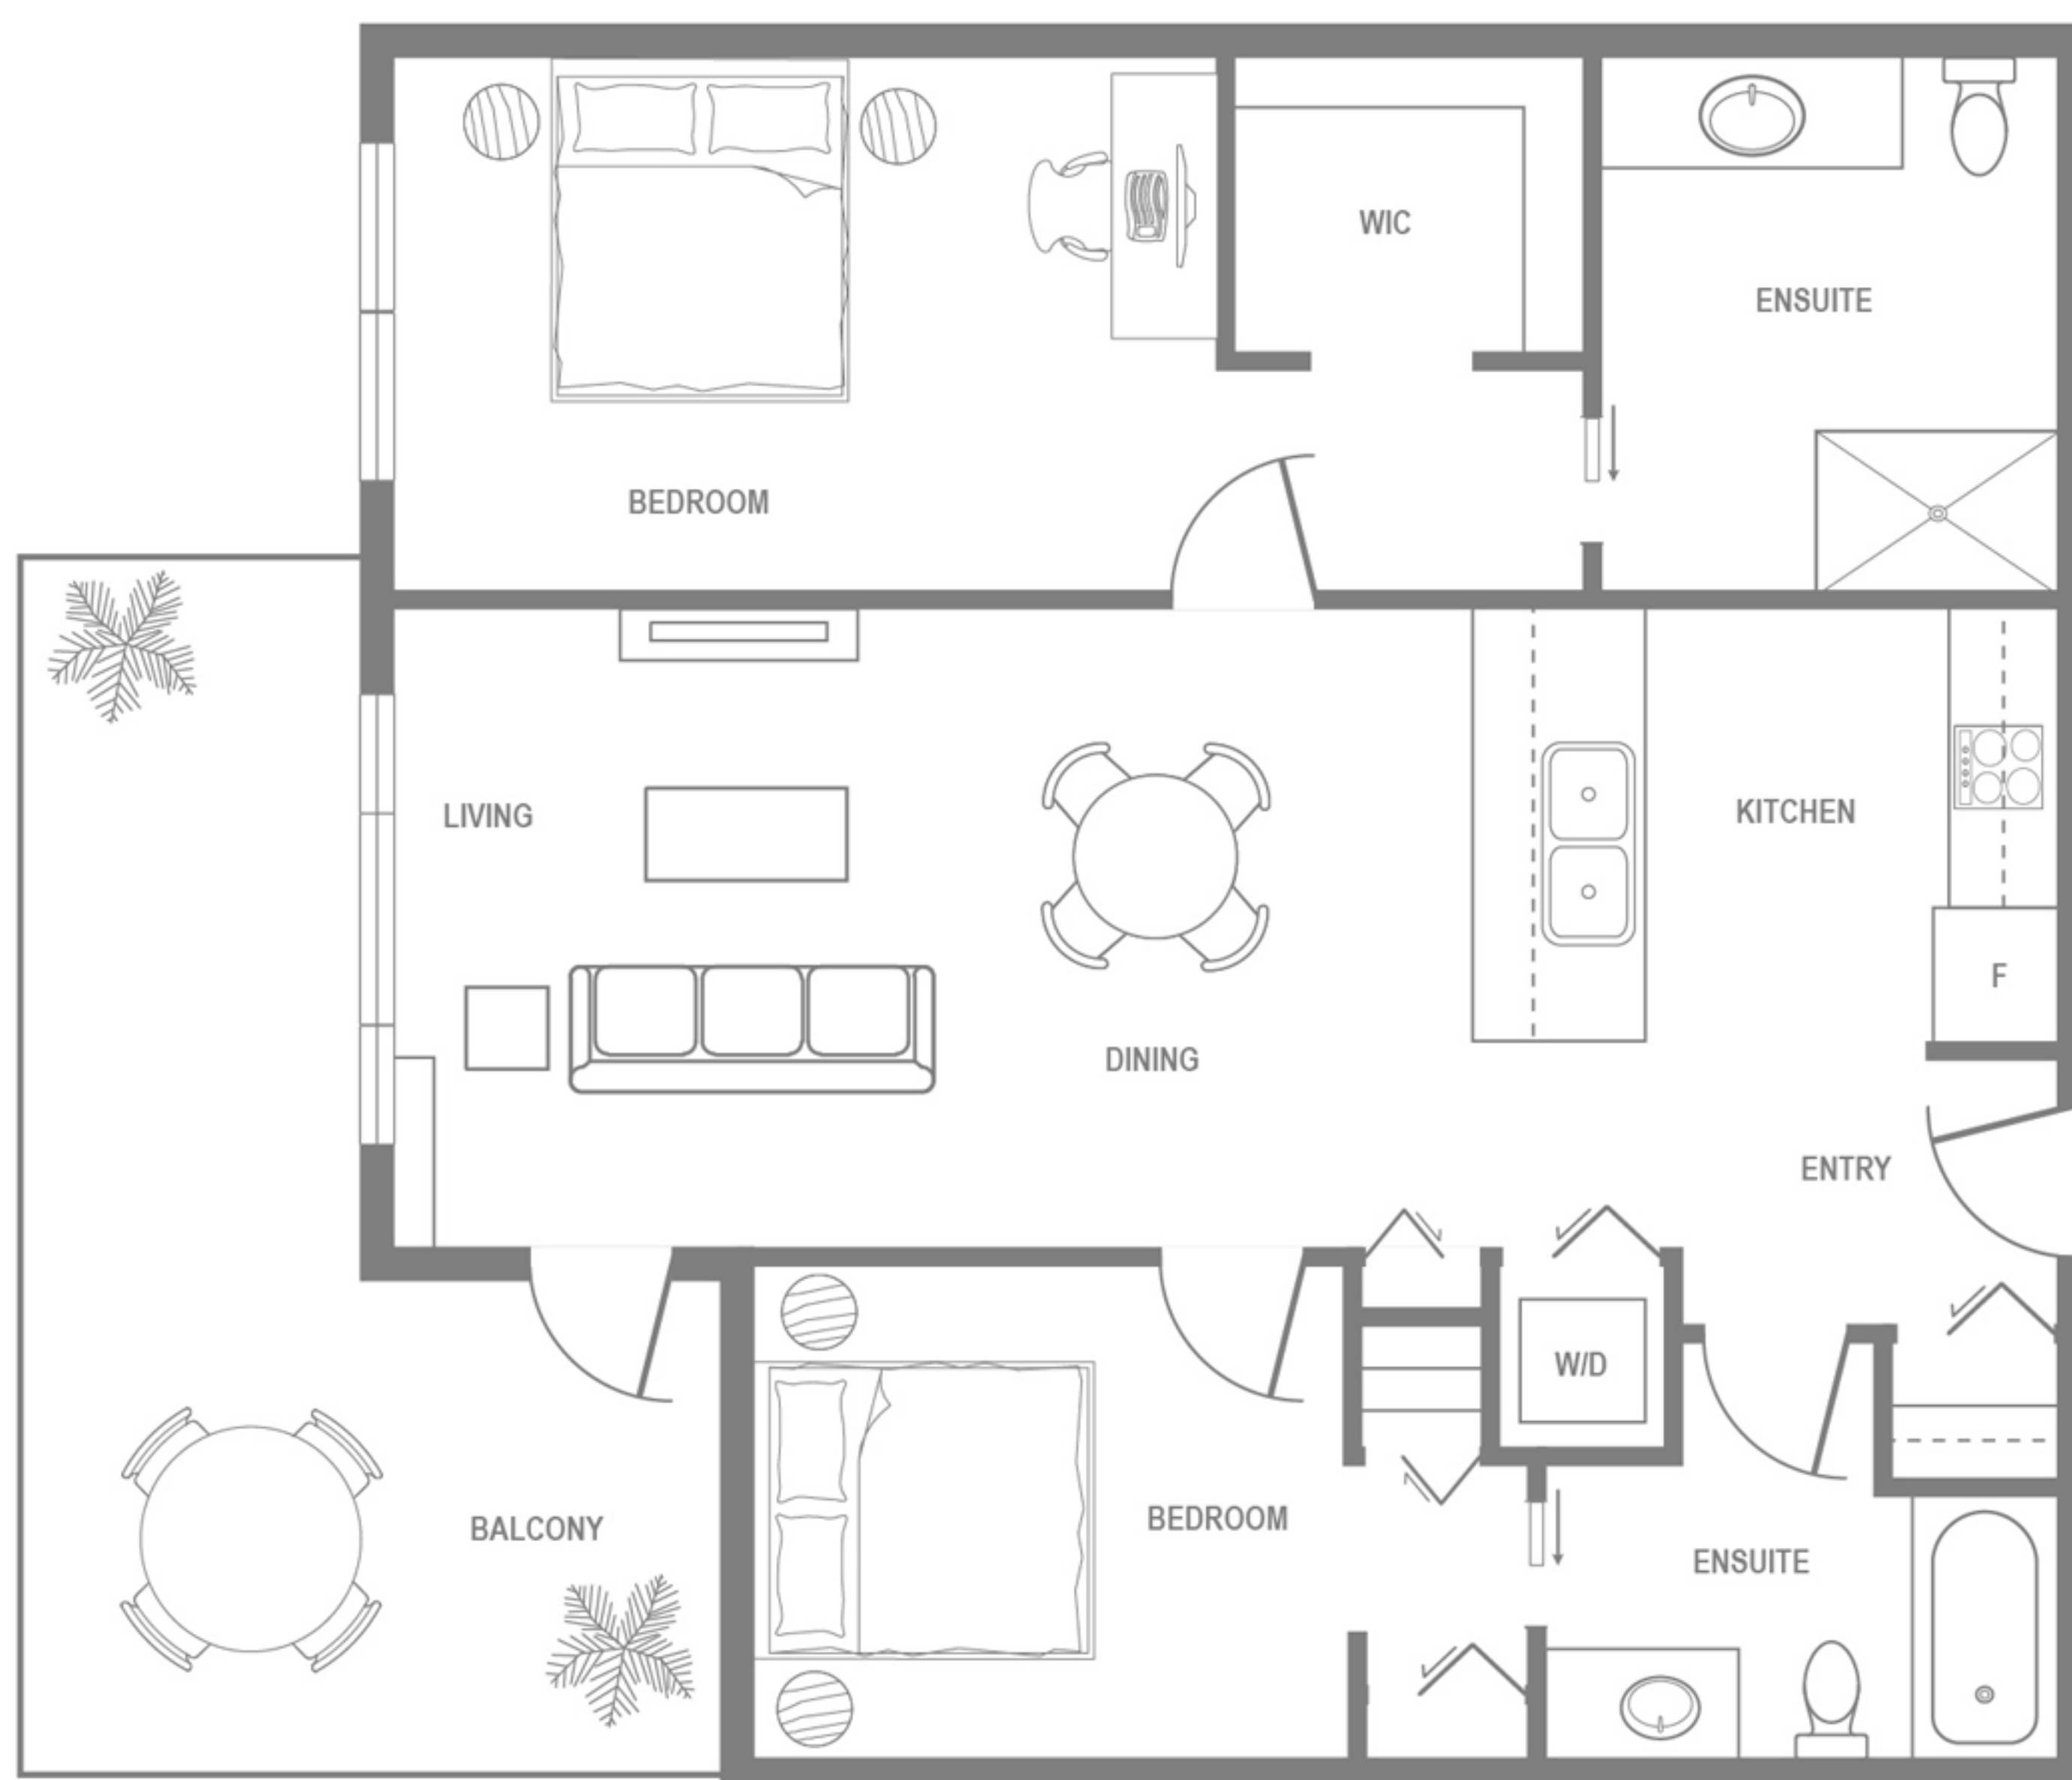 WIC
ENSUITE
BEDROOM
LIVING
KITCHEN
F
DINING
ENTRY
W/D
BALCONY
BEDROOM
ENSUITE